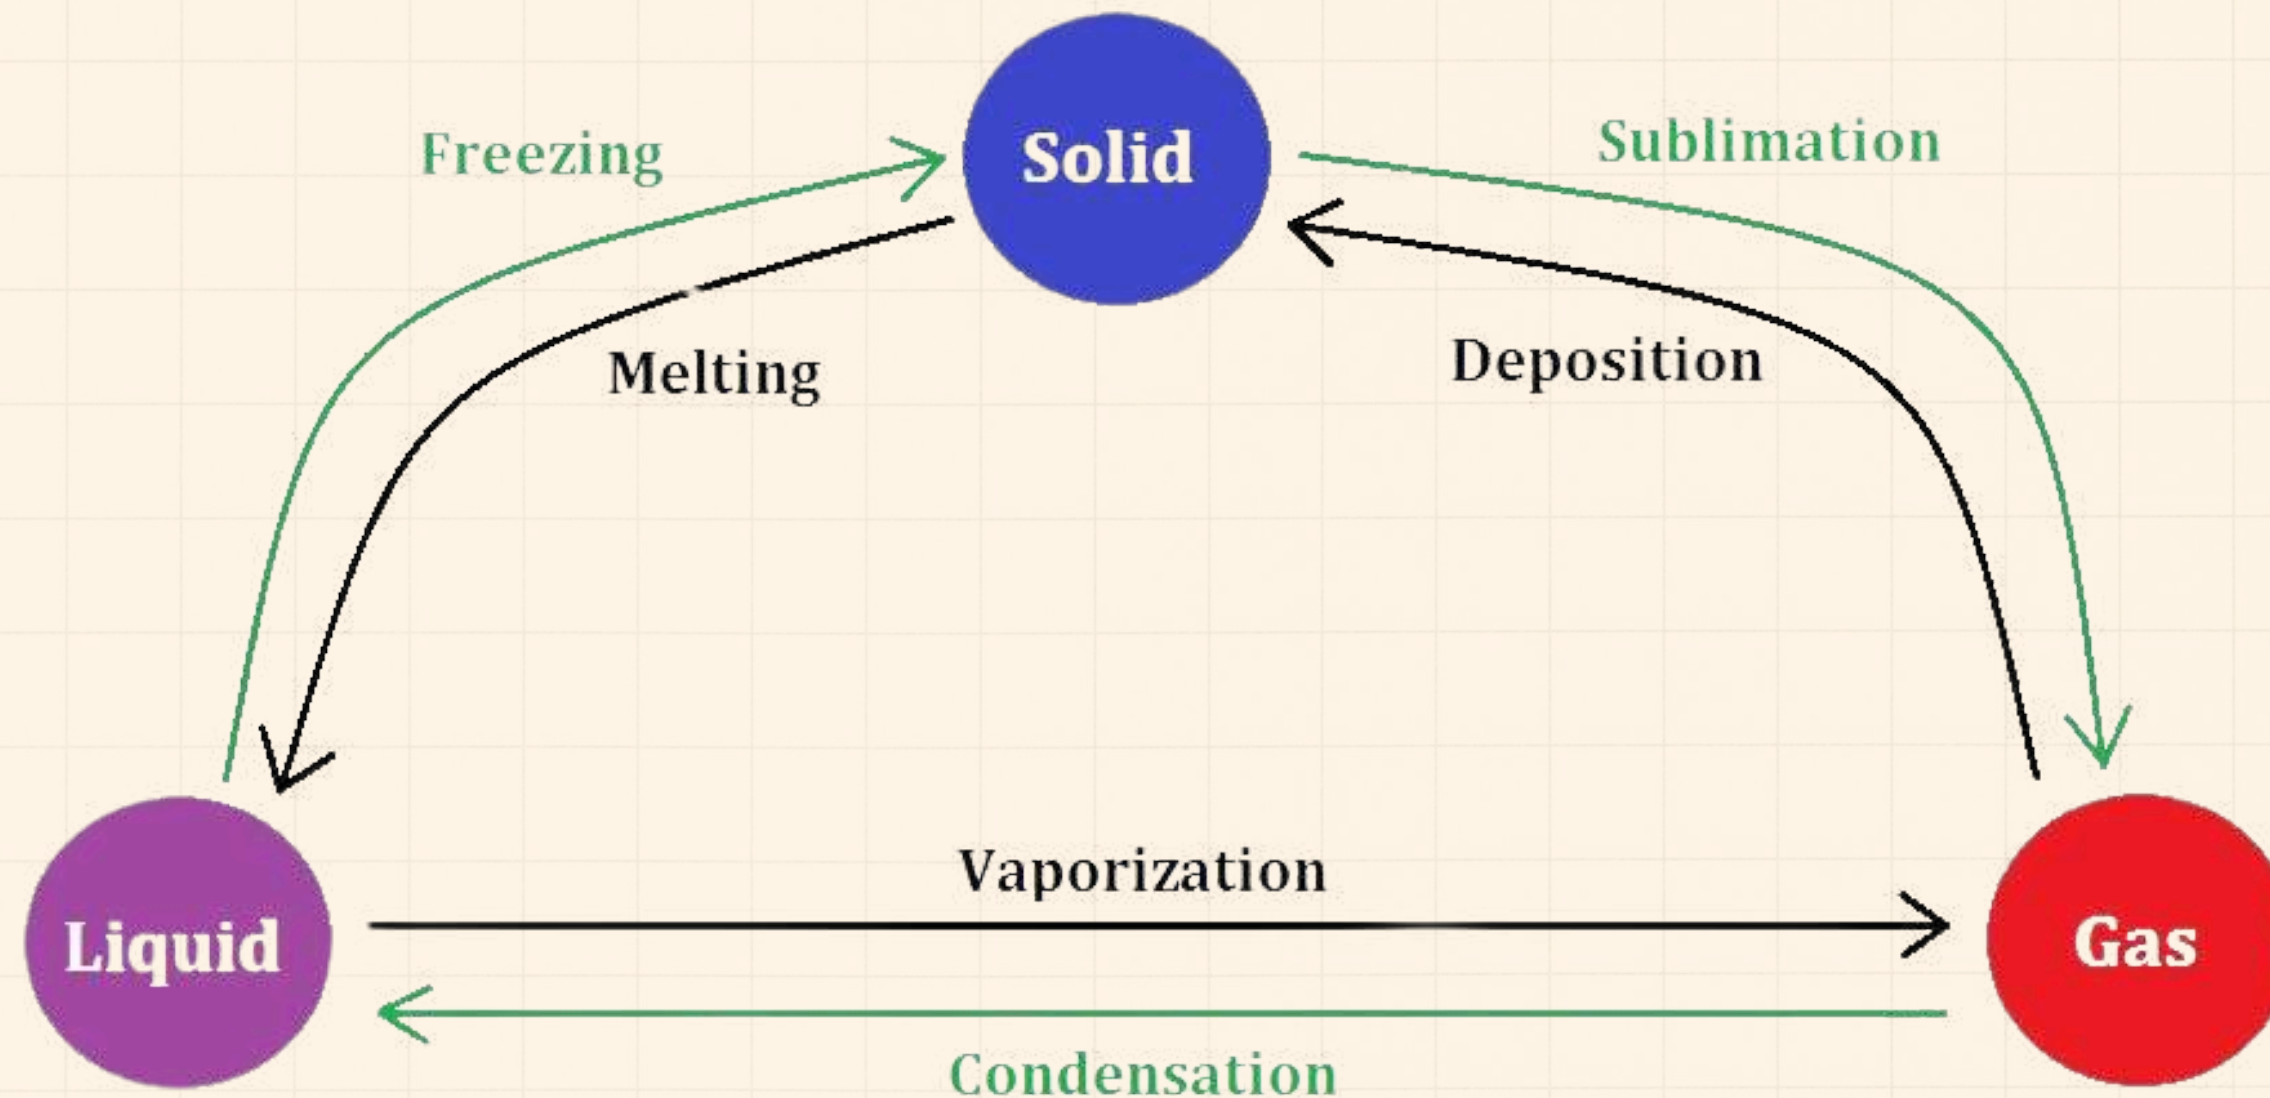 Freezing
Solid
Sublimation
Melting
Deposition
Vaporization
Liquid
Gas
Condensation